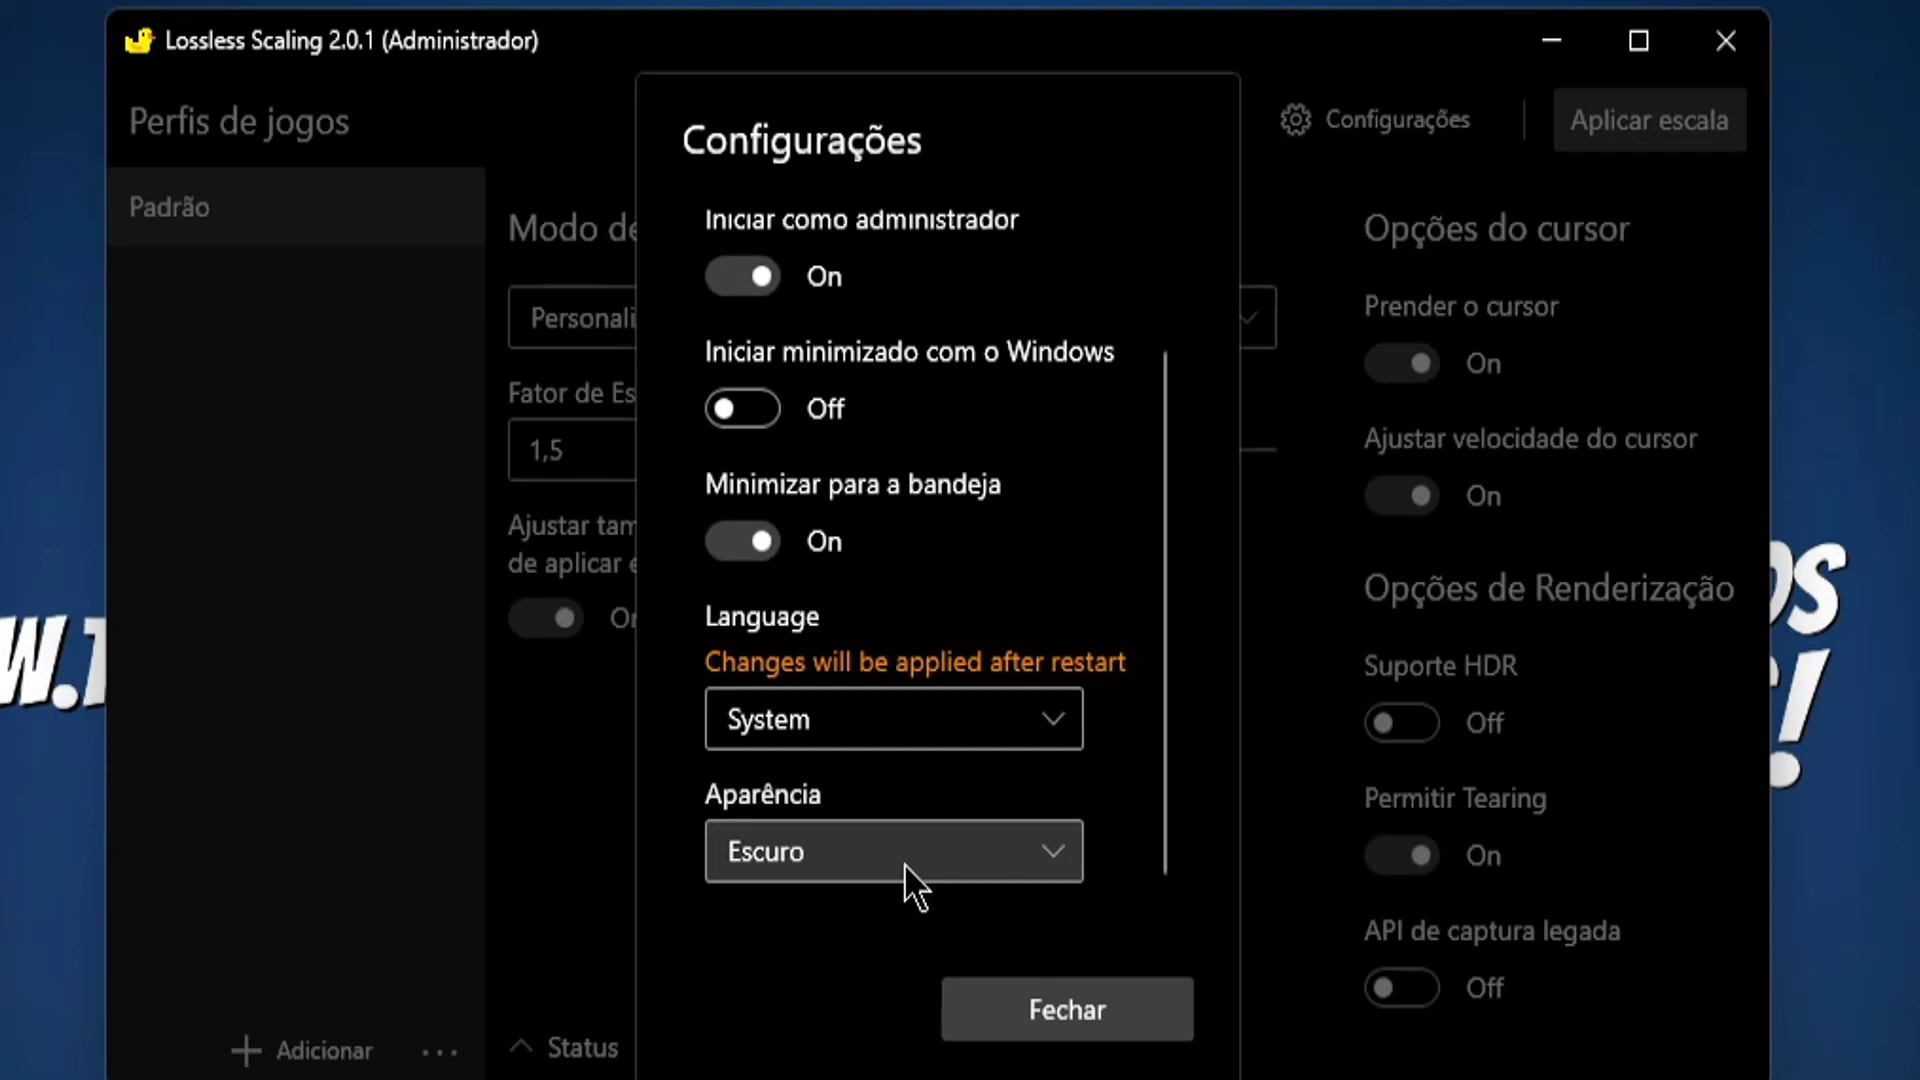 Lossless Scaling 2.0.1 (Administrador)
Perfis de jogos
Configurações
Aplicar escala
Padrão
Modo de
Personali
Fator de Es
1,5
Ajustar tam
de aplicar e
On
Adicionar
Status
Configurações
Iniciar como administrador
On
Iniciar minimizado com o Windows
Off
Minimizar para a bandeja
On
Language
Changes will be applied after restart
System
Aparência
Escuro
Fechar
Opções do cursor
Prender o cursor
On
Ajustar velocidade do cursor
On
Opções de Renderização
Suporte HDR
Off
Permitir Tearing
On
API de captura legada
Off